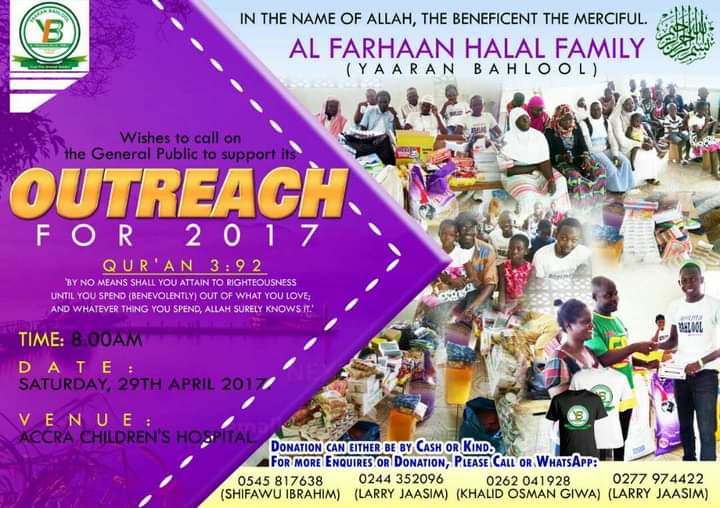 IN THE NAME OF ALLAH, THE BENEFICENT THE MERCIFUL.
AL FARHAAN HALAL FAMILY
(YAARAN BAHLOOL)
YAARAN BAHLOOL
YB
Wishes to call on
the General Public to support its
OUTREACH
FOR 2017
QUR'AN 3:92
'BY NO MEANS SHALL YOU ATTAIN TO RIGHTEOUSNESS
UNTIL YOU SPEND (BENEVOLENTLY) OUT OF WHAT YOU LOVE;
AND WHATEVER THING YOU SPEND, ALLAH SURELY KNOWS IT.'
TIME: 8.00AM
DATE:
SATURDAY, 29TH APRIL 2017
VENUE:
ACCRA CHILDREN'S HOSPITAL.
BAHLOOL
DONATION CAN EITHER BE BY CASH OR KIND.
FOR MORE ENQUIRES OR DONATION, PLEASE CALL OR WHATSAPP:
0545 817638 0244 352096 0262 041928 0277 974422
(SHIFAWU IBRAHIM) (LARRY JAASIM) (KHALID OSMAN GIWA) (LARRY JAASIM)